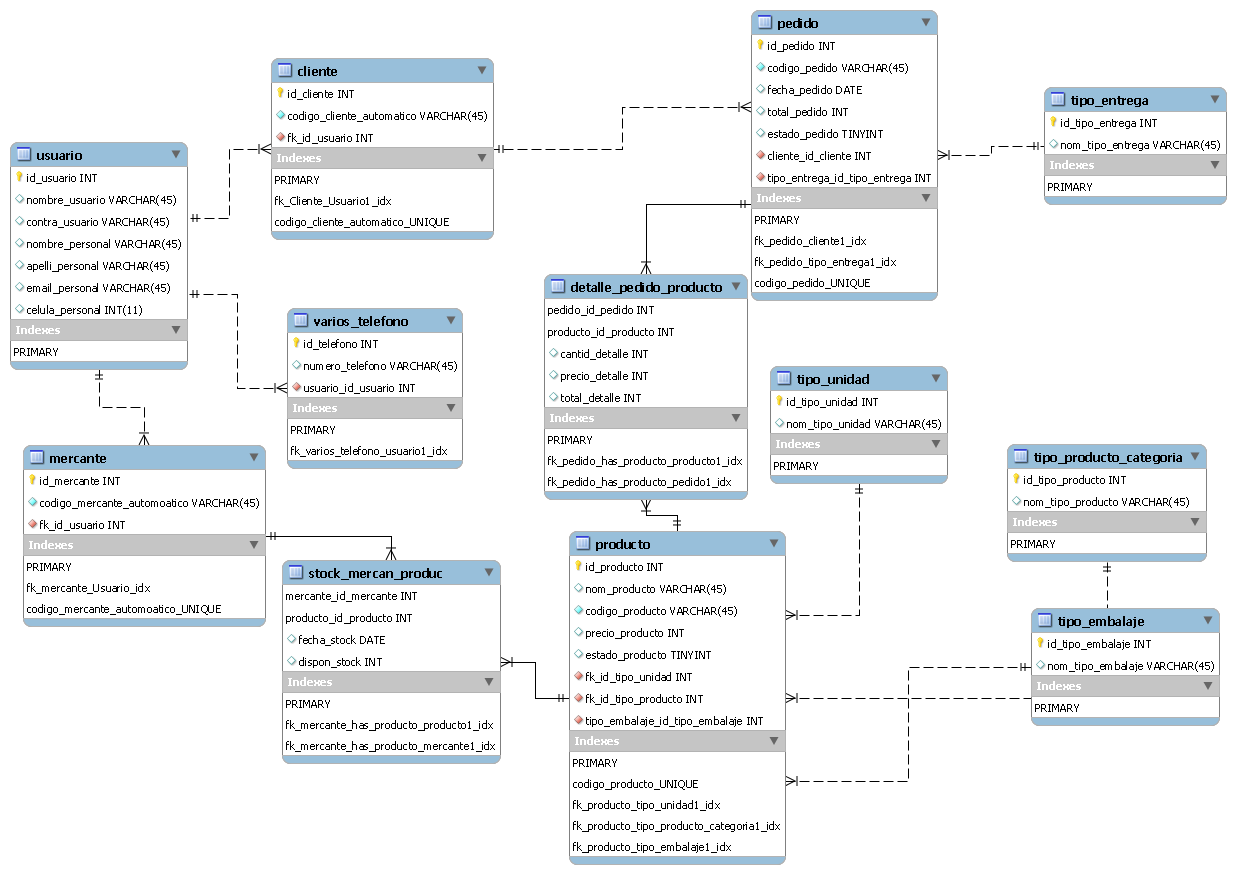 pedido
id_pedido INT
codigo_pedido VARCHAR(45)
fecha_pedido DATE
total_pedido INT
estado_pedido TINYINT
cliente_id_cliente INT
tipo_entrega_id_tipo_entrega INT
Indexes
PRIMARY
fk_pedido_cliente1_idx
fk_pedido_tipo_entrega1_idx
codigo_pedido_UNIQUE
cliente
id_cliente INT
codigo_cliente_automatico VARCHAR(45)
fk_id_usuario INT
Indexes
PRIMARY
fk_Cliente_Usuario1_idx
codigo_cliente_automatico_UNIQUE
tipo_entrega
id_tipo_entrega INT
nom_tipo_entrega VARCHAR(45)
Indexes
PRIMARY
usuario
id_usuario INT
nombre_usuario VARCHAR(45)
contra_usuario VARCHAR(45)
nombre_personal VARCHAR(45)
apelli_personal VARCHAR(45)
email_personal VARCHAR(45)
celula_personal INT(11)
Indexes
PRIMARY
detalle_pedido_producto
pedido_id_pedido INT
producto_id_producto INT
cantid_detalle INT
precio_detalle INT
total_detalle INT
Indexes
PRIMARY
fk_pedido_has_producto_producto1_idx
fk_pedido_has_producto_pedido1_idx
varios_telefono
id_telefono INT
numero_telefono VARCHAR(45)
usuario_id_usuario INT
Indexes
PRIMARY
fk_varios_telefono_usuario1_idx
tipo_unidad
id_tipo_unidad INT
nom_tipo_unidad VARCHAR(45)
Indexes
PRIMARY
mercante
id_mercante INT
codigo_mercante_automoatico VARCHAR(45)
fk_id_usuario INT
Indexes
PRIMARY
fk_mercante_Usuario_idx
codigo_mercante_automoatico_UNIQUE
tipo_producto_categoria
id_tipo_producto INT
nom_tipo_producto VARCHAR(45)
Indexes
PRIMARY
stock_mercan_produc
mercante_id_mercante INT
producto_id_producto INT
fecha_stock DATE
dispon_stock INT
Indexes
PRIMARY
fk_mercante_has_producto_producto1_idx
fk_mercante_has_producto_mercante1_idx
producto
id_producto INT
nom_producto VARCHAR(45)
codigo_producto VARCHAR(45)
precio_producto INT
estado_producto TINYINT
fk_id_tipo_unidad INT
fk_id_tipo_producto INT
tipo_embalaje_id_tipo_embalaje INT
Indexes
PRIMARY
codigo_producto_UNIQUE
fk_producto_tipo_unidad1_idx
fk_producto_tipo_producto_categoria1_idx
fk_producto_tipo_embalaje1_idx
tipo_embalaje
id_tipo_embalaje INT
nom_tipo_embalaje VARCHAR(45)
Indexes
PRIMARY